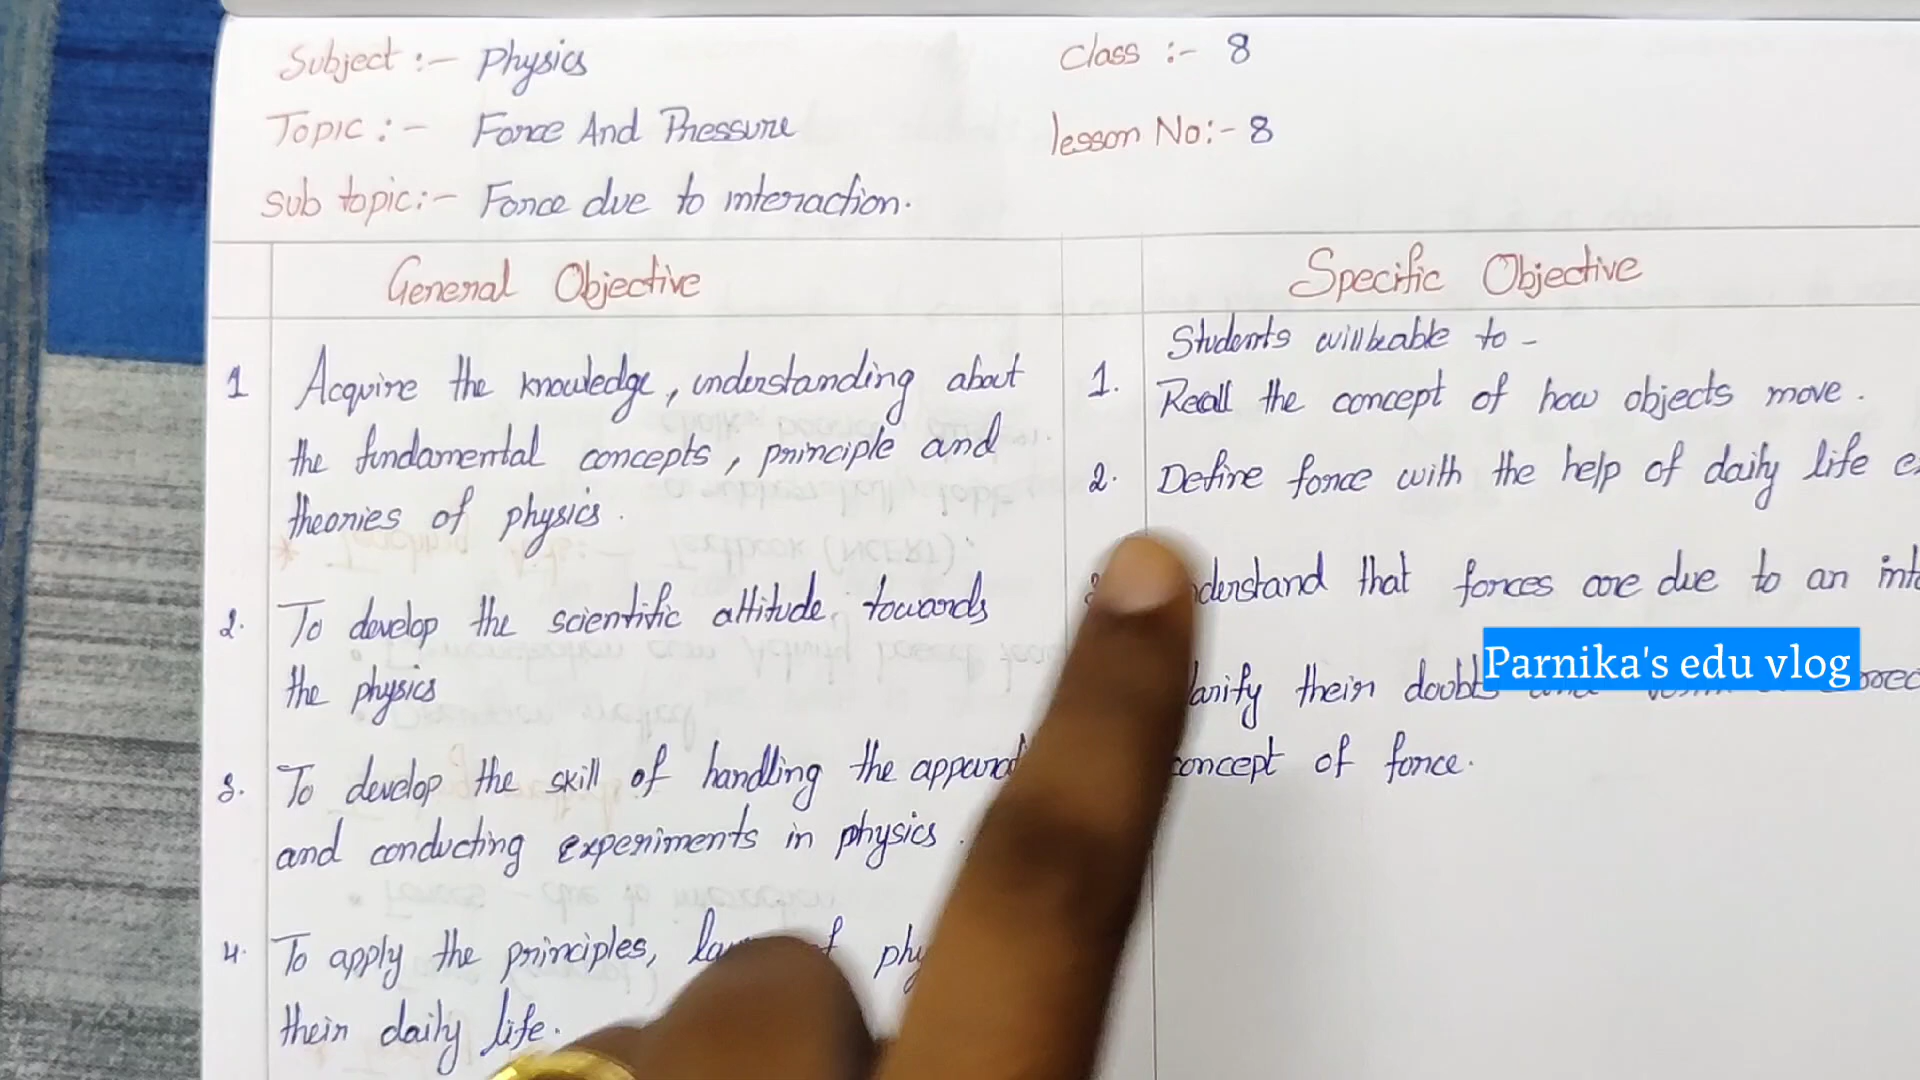 Subject :- Physics
Class :- 8
Topic :- Force And Pressure
lesson No:- 8
Sub topic:- Force due to interaction.
General Objective
Specific Objective
Students will be able to -
1 Acquire the knowledge, understanding about
the fundamental concepts, principle and
theories of physics.
2. To develop the scientific attitude towards
the physics
3. To develop the skill of handling the
and conducting experiments in physics.
4. To apply the principles, of
their daily life.
1. Recall the concept of how objects move.
2. Define force with the help of daily life
that forces are due to an
their
concept of force.
Parnika's edu vlog